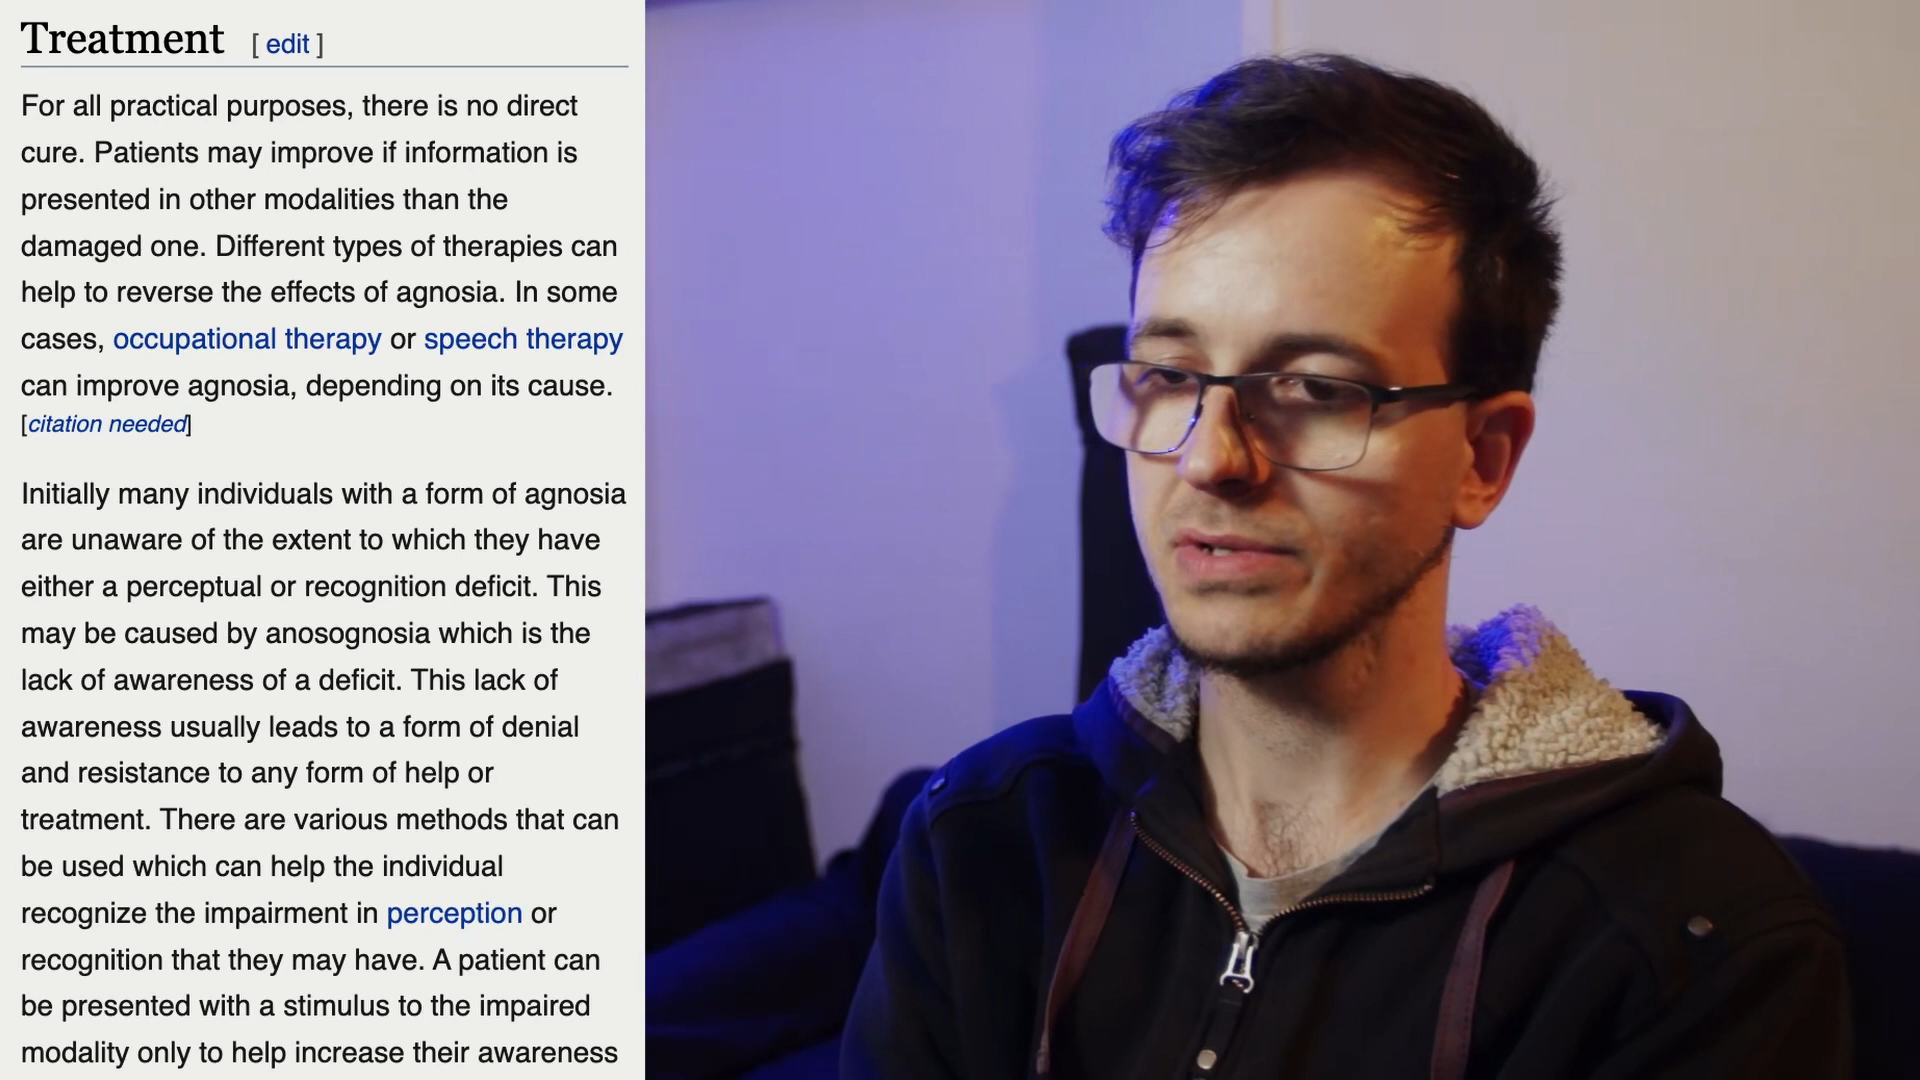 Treatment [ edit ]
For all practical purposes, there is no direct
cure. Patients may improve if information is
presented in other modalities than the
damaged one. Different types of therapies can
help to reverse the effects of agnosia. In some
cases, occupational therapy or speech therapy
can improve agnosia, depending on its cause.
[citation needed]
Initially many individuals with a form of agnosia
are unaware of the extent to which they have
either a perceptual or recognition deficit. This
may be caused by anosognosia which is the
lack of awareness of a deficit. This lack of
awareness usually leads to a form of denial
and resistance to any form of help or
treatment. There are various methods that can
be used which can help the individual
recognize the impairment in perception or
recognition that they may have. A patient can
be presented with a stimulus to the impaired
modality only to help increase their awareness